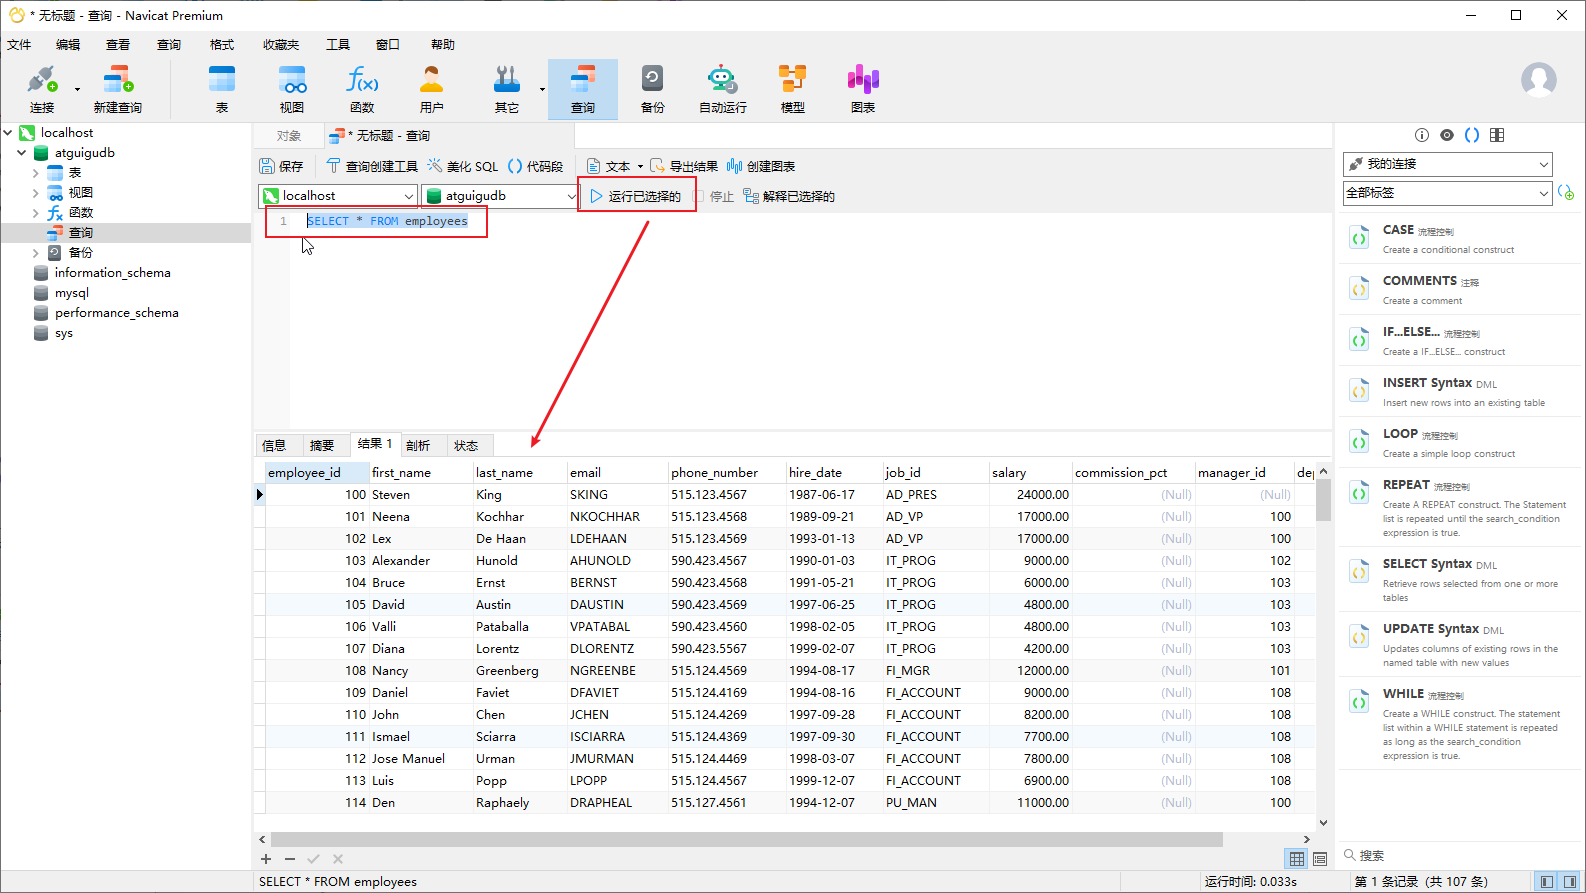 * 无标题 - 查询 - Navicat Premium
文件 编辑 查看 查询 格式 收藏夹 工具 窗口 帮助
连接 新建查询 表 视图 函数 用户 其它 查询 备份 自动运行 模型 图表
localhost
atguigudb
表
视图
函数
查询
备份
information_schema
mysql
performance_schema
sys
对象 * 无标题 - 查询
保存 查询创建工具 美化 SQL 代码段 文本 导出结果 创建图表
localhost atguigudb 运行已选择的 停止 解释已选择的
1 SELECT * FROM employees
信息 摘要 结果 1 剖析 状态
employee_id first_name last_name email phone_number hire_date job_id salary commission_pct manager_id dep
100 Steven King SKING 515.123.4567 1987-06-17 AD_PRES 24000.00 (Null) (Null)
101 Neena Kochhar NKOCHHAR 515.123.4568 1989-09-21 AD_VP 17000.00 (Null) 100
102 Lex De Haan LDEHAAN 515.123.4569 1993-01-13 AD_VP 17000.00 (Null) 100
103 Alexander Hunold AHUNOLD 590.423.4567 1990-01-03 IT_PROG 9000.00 (Null) 102
104 Bruce Ernst BERNST 590.423.4568 1991-05-21 IT_PROG 6000.00 (Null) 103
105 David Austin DAUSTIN 590.423.4569 1997-06-25 IT_PROG 4800.00 (Null) 103
106 Valli Pataballa VPATABAL 590.423.4560 1998-02-05 IT_PROG 4800.00 (Null) 103
107 Diana Lorentz DLORENTZ 590.423.5567 1999-02-07 IT_PROG 4200.00 (Null) 103
108 Nancy Greenberg NGREENBE 515.124.4569 1994-08-17 FI_MGR 12000.00 (Null) 101
109 Daniel Faviet DFAVIET 515.124.4169 1994-08-16 FI_ACCOUNT 9000.00 (Null) 108
110 John Chen JCHEN 515.124.4269 1997-09-28 FI_ACCOUNT 8200.00 (Null) 108
111 Ismael Sciarra ISCIARRA 515.124.4369 1997-09-30 FI_ACCOUNT 7700.00 (Null) 108
112 Jose Manuel Urman JMURMAN 515.124.4469 1998-03-07 FI_ACCOUNT 7800.00 (Null) 108
113 Luis Popp LPOPP 515.124.4567 1999-12-07 FI_ACCOUNT 6900.00 (Null) 108
114 Den Raphaely DRAPHEAL 515.127.4561 1994-12-07 PU_MAN 11000.00 (Null) 100
SELECT * FROM employees 运行时间: 0.033s 第 1 条记录 (共 107 条)
我的连接
全部标签
CASE 流程控制
Create a conditional construct
COMMENTS 注释
Create a comment
IF...ELSE... 流程控制
Create a IF...ELSE... construct
INSERT Syntax DML
Insert new rows into an existing table
LOOP 流程控制
Create a simple loop construct
REPEAT 流程控制
Create A REPEAT construct. The Statement
list is repeated until the search_condition
expression is true.
SELECT Syntax DML
Retrieve rows selected from one or more
tables
UPDATE Syntax DML
Updates columns of existing rows in the
named table with new values
WHILE 流程控制
Create a WHILE construct. The statement
list within a WHILE statement is repeated
as long as the search_condition
expression is true.
搜索